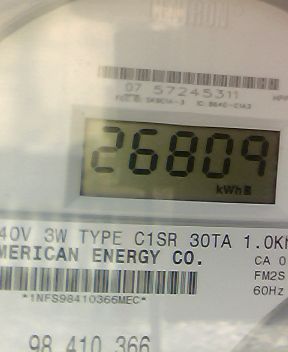 07 57245311
26809
kWh
40V 3W TYPE C1SR 30TA 1.0K
MERICAN ENERGY CO.
CA 0
FM2S
60Hz
*1NFS98410366MEC*
98 410 366